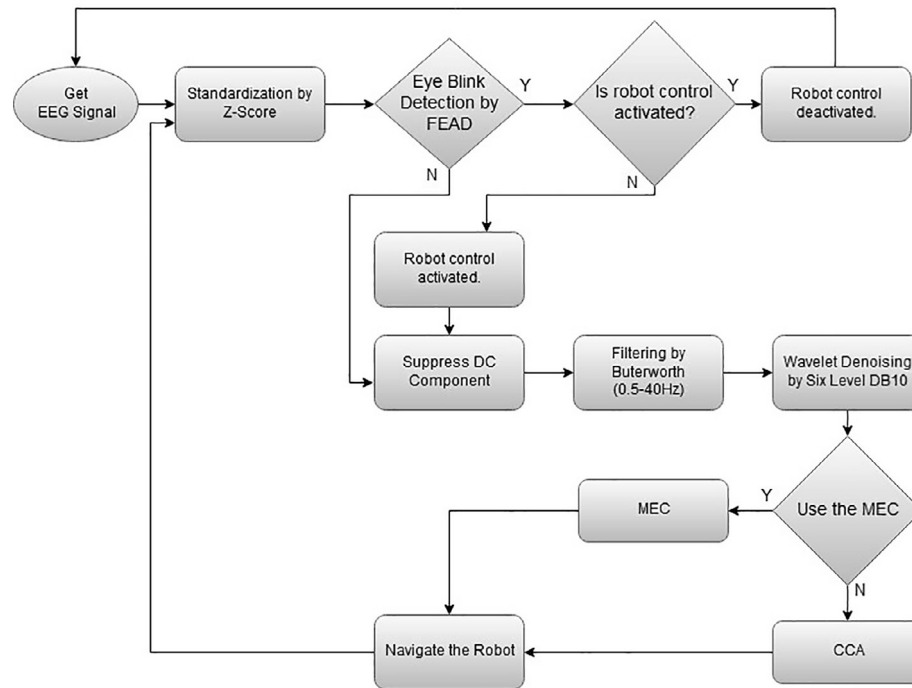 Get
EEG Signal
Standardization by
Z-Score
Eye Blink
Detection by
FEAD
Y
N
Is robot control
activated?
Y
N
Robot control
deactivated.
Robot control
activated.
Suppress DC
Component
Filtering by
Buterworth
(0.5-40Hz)
Wavelet Denoising
by Six Level DB10
Use the MEC
Y
N
MEC
CCA
Navigate the Robot